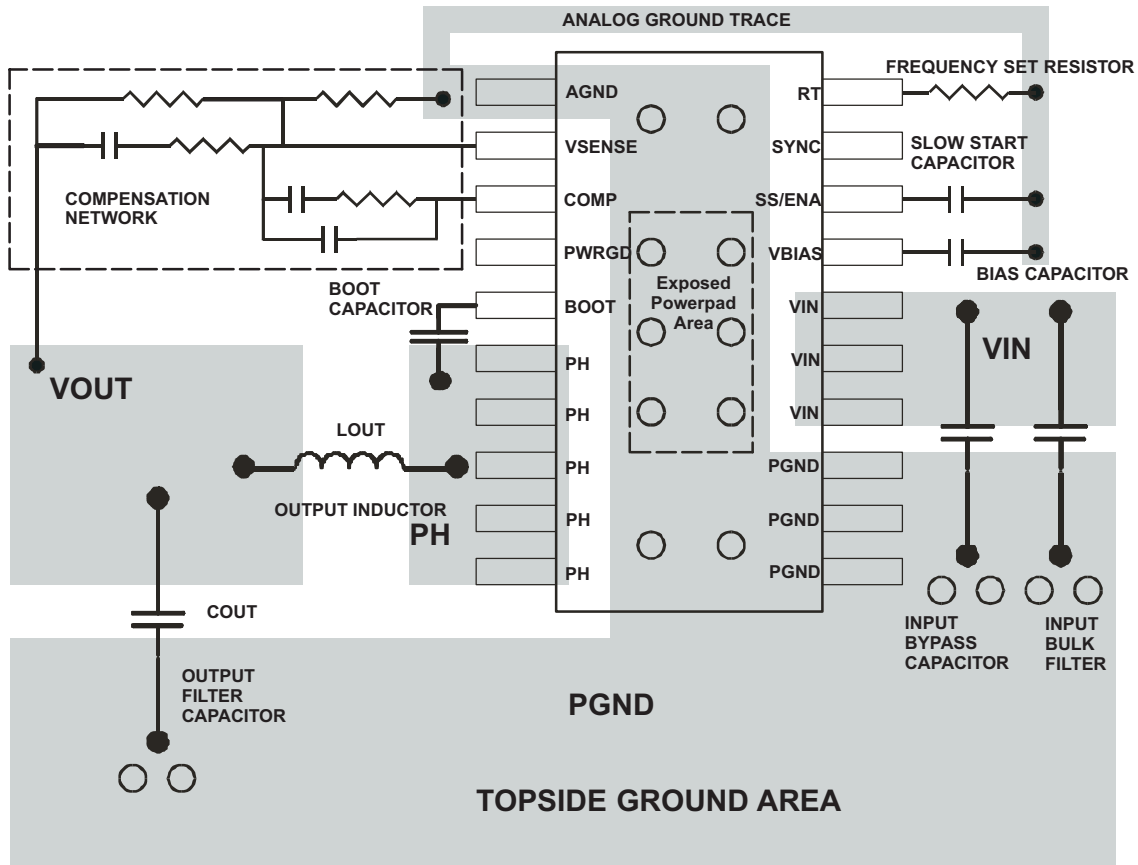 ANALOG GROUND TRACE
FREQUENCY SET RESISTOR
AGND
RT
VSENSE
SYNC
SLOW START
CAPACITOR
COMPENSATION
NETWORK
COMP
SS/ENA
PWRGD
VBIAS
BIAS CAPACITOR
BOOT
CAPACITOR
BOOT
Exposed
Powerpad
Area
VIN
VIN
PH
VIN
VOUT
PH
VIN
LOUT
PH
PGND
OUTPUT INDUCTOR
PH
PH
PGND
PH
PGND
COUT
INPUT
BYPASS
CAPACITOR
INPUT
BULK
FILTER
OUTPUT
FILTER
CAPACITOR
PGND
TOPSIDE GROUND AREA